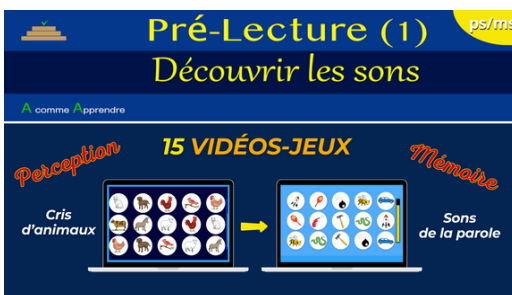 Pré-Lecture (1)
ps/ms
Découvrir les sons
A comme Apprendre
Perception
15 VIDÉOS-JEUX
Mémoire
Cris
d'animaux
Sons
de la parole